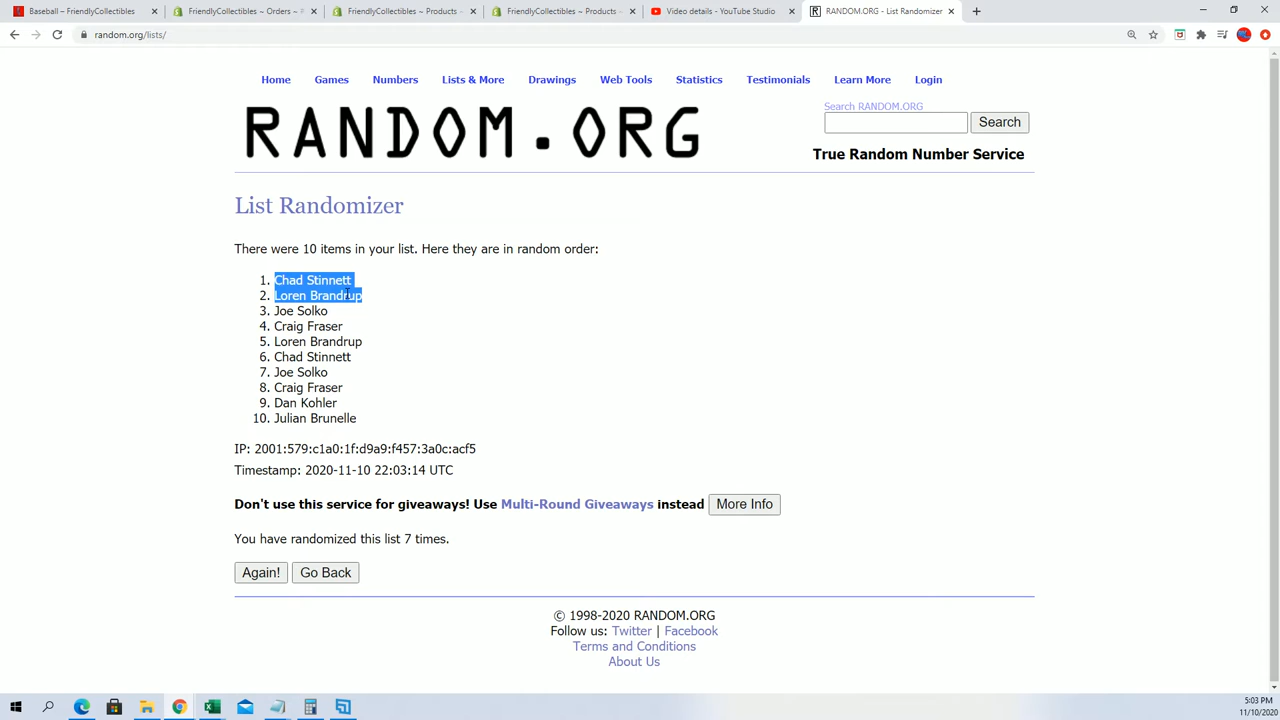 Baseball – FriendlyCollectibles
FriendlyCollectibles ~ Orders ~
FriendlyCollectibles ~ Products ~
FriendlyCollectibles ~ Products ~
Video details - YouTube Studio
RANDOM.ORG - List Randomizer
random.org/lists/
Home Games Numbers Lists & More Drawings Web Tools Statistics Testimonials Learn More Login
RANDOM.ORG
Search RANDOM.ORG
Search
True Random Number Service
List Randomizer
There were 10 items in your list. Here they are in random order:
1. Chad Stinnett
2. Loren Brandrup
3. Joe Solko
4. Craig Fraser
5. Loren Brandrup
6. Chad Stinnett
7. Joe Solko
8. Craig Fraser
9. Dan Kohler
10. Julian Brunelle
IP: 2001:579:c1a0:1f:d9a9:f457:3a0c:acf5
Timestamp: 2020-11-10 22:03:14 UTC
Don't use this service for giveaways! Use Multi-Round Giveaways instead More Info
You have randomized this list 7 times.
Again! Go Back
© 1998-2020 RANDOM.ORG
Follow us: Twitter | Facebook
Terms and Conditions
About Us
5:03 PM
11/10/2020